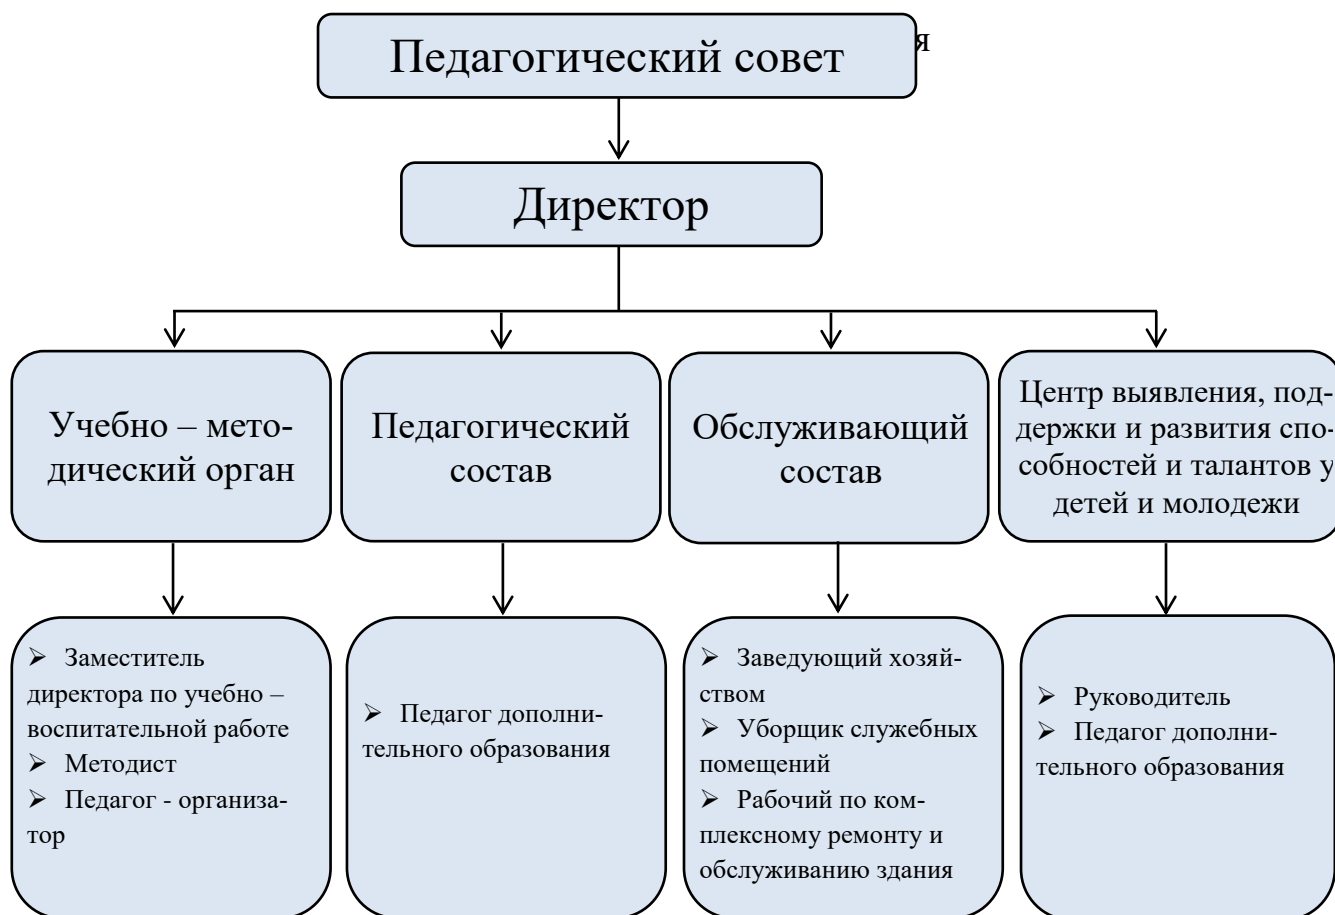 Педагогический совет
я
Директор
Учебно – мето-
дический орган
Педагогический
состав
Обслуживающий
состав
Центр выявления, под-
держки и развития спо-
собностей и талантов у
детей и молодежи
➢ Заместитель
директора по учебно –
воспитательной работе
➢ Методист
➢ Педагог - организа-
тор
➢ Педагог дополни-
тельного образования
➢ Заведующий хозяй-
ством
➢ Уборщик служебных
помещений
➢ Рабочий по ком-
плексному ремонту и
обслуживанию здания
➢ Руководитель
➢ Педагог дополни-
тельного образования